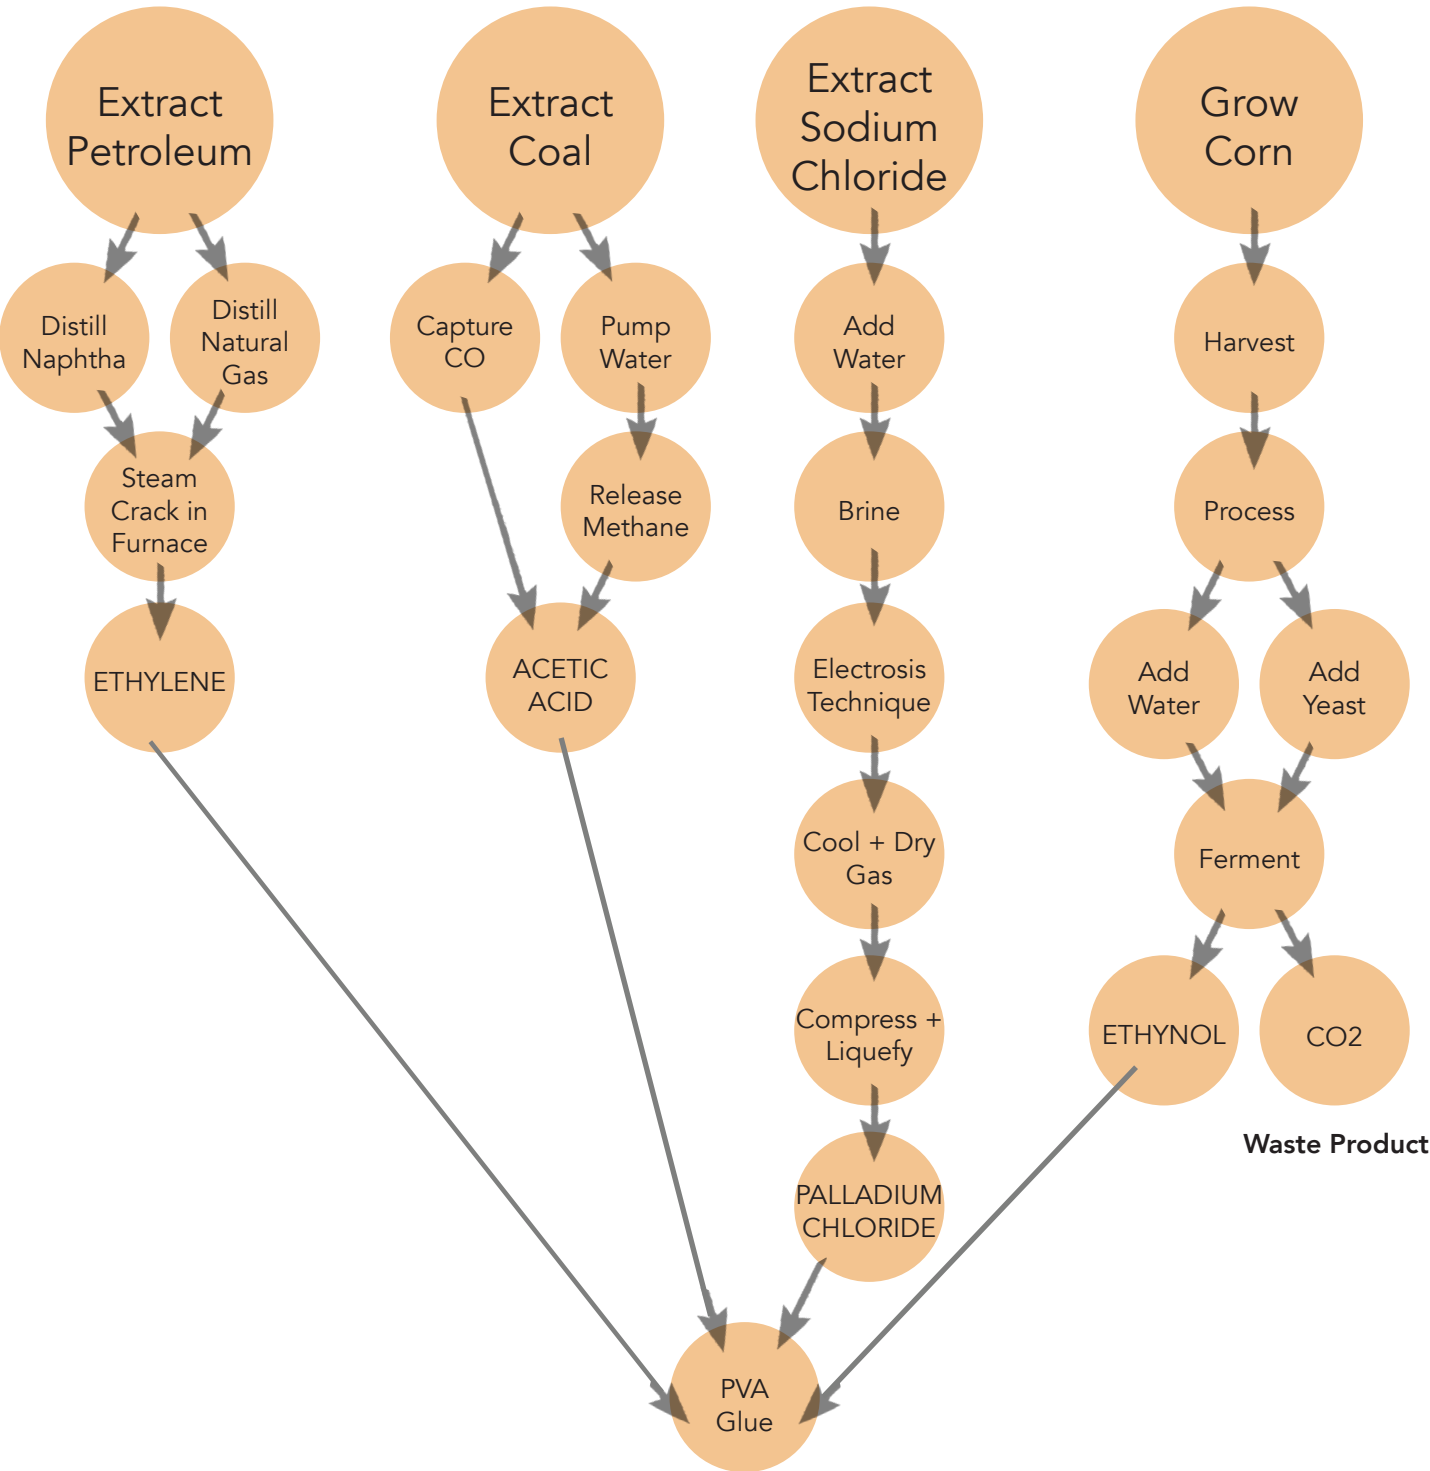 Extract
Petroleum
Extract
Coal
Extract
Sodium
Chloride
Grow
Corn
Distill
Naphtha
Distill
Natural
Gas
Capture
CO
Pump
Water
Add
Water
Harvest
Steam
Crack in
Furnace
Release
Methane
Brine
Process
ETHYLENE
ACETIC
ACID
Electrosis
Technique
Add
Water
Add
Yeast
Cool + Dry
Gas
Ferment
Compress +
Liquefy
ETHYNOL
CO2
Waste Product
PALLADIUM
CHLORIDE
PVA
Glue